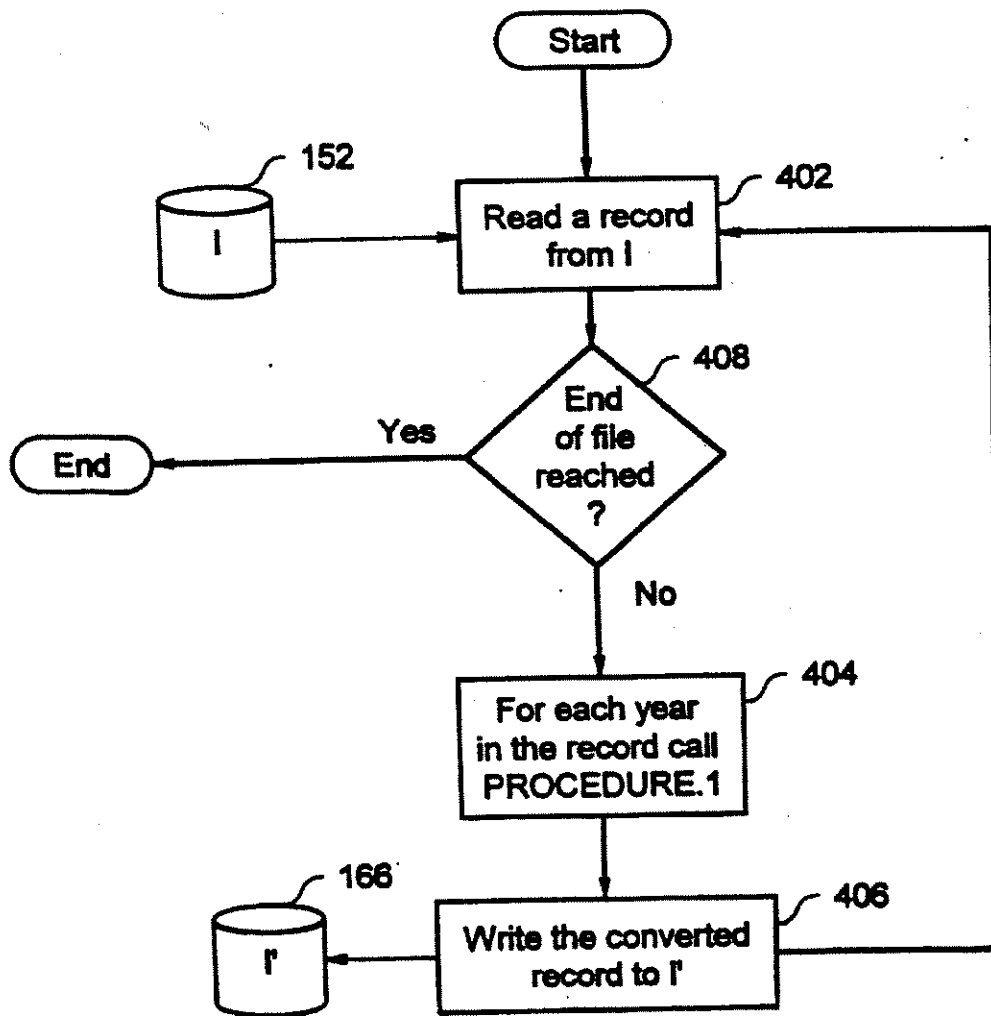 Start
152
402
I
Read a record
from I
408
End
of file
reached
?
Yes
End
No
404
For each year
in the record call
PROCEDURE.1
166
406
I'
Write the converted
record to I'